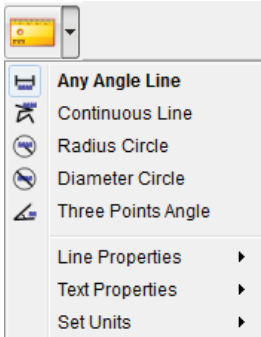 Any Angle Line
Continuous Line
Radius Circle
Diameter Circle
Three Points Angle
Line Properties
Text Properties
Set Units